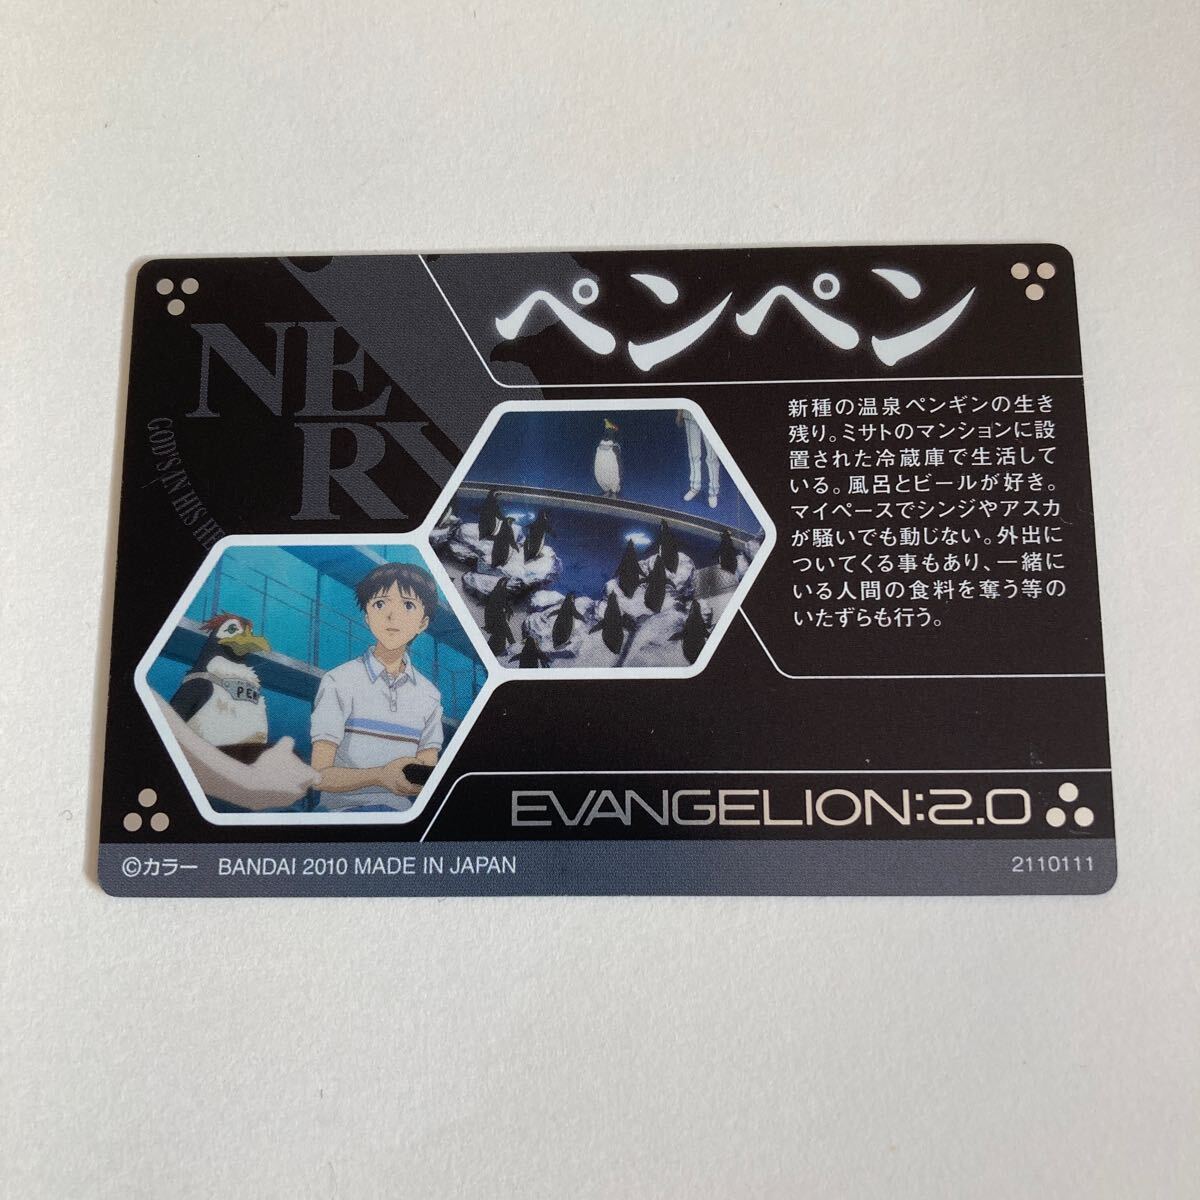 ペンペン
NE
RV
GOD'S IN HIS HE
新種の温泉ペンギンの生き
残り。ミサトのマンションに設
置された冷蔵庫で生活して
いる。風呂とビールが好き。
マイペースでシンジやアスカ
が騒いでも動じない。外出に
ついてくる事もあり、一緒に
いる人間の食料を奪う等の
いたずらも行う。
PEN
EVANGELION:2.0
©カラー BANDAI 2010 MADE IN JAPAN
2110111